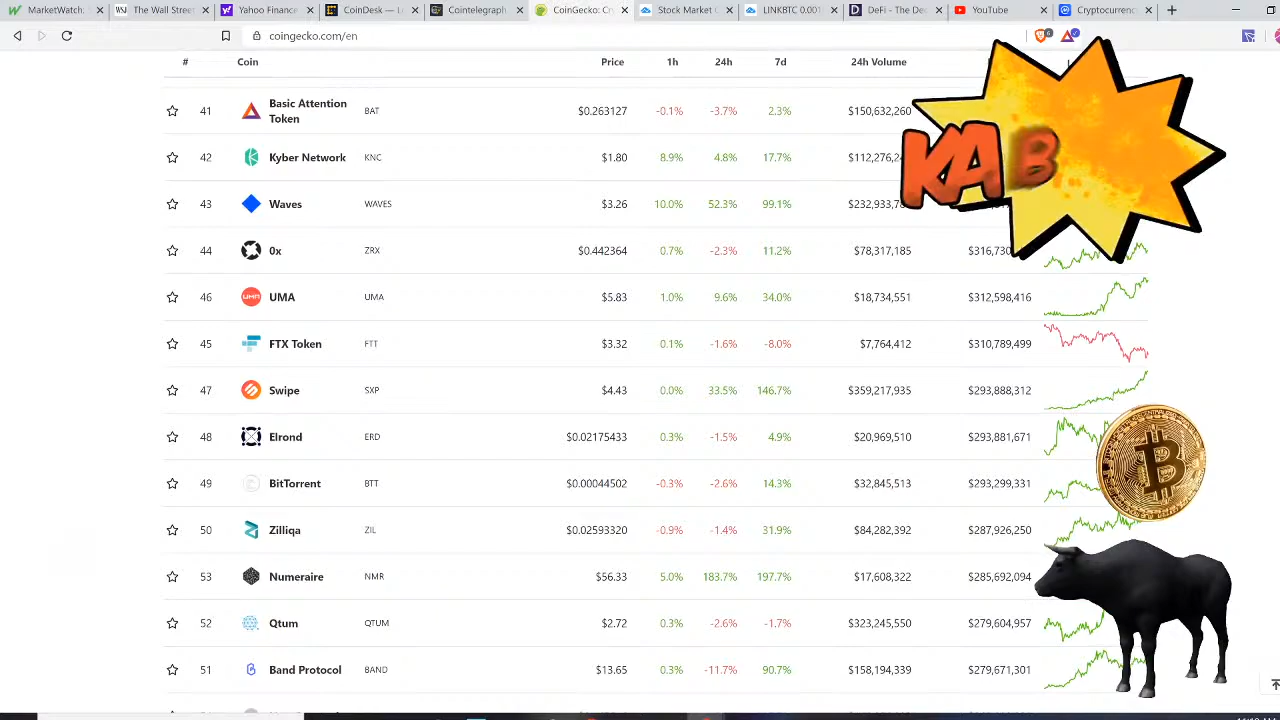 MarketWatch:
The Wall Street
Yahoo Finance
CoinDesk — L
Cointelegraph
CoinGecko: Cr
Stock Market
LINKBTC 0.00
DeFi - The De
YouTube
Cryptocurrenc
coingecko.com/en
# Coin Price 1h 24h 7d 24h Volume
41 Basic Attention Token BAT $0.263127 -0.1% -3.7% 2.3% $150,632,260
42 Kyber Network KNC $1.80 8.9% 4.8% 17.7% $112,276,2
KAB
43 Waves WAVES $3.26 10.0% 52.3% 99.1% $232,933,7
44 0x ZRX $0.442364 0.7% -2.3% 11.2% $78,317,185 $316,730
46 UMA UMA $5.83 1.0% 9.6% 34.0% $18,734,551 $312,598,416
45 FTX Token FTT $3.32 0.1% -1.6% -8.0% $7,764,412 $310,789,499
47 Swipe SXP $4.43 0.0% 33.5% 146.7% $359,217,935 $293,888,312
48 Elrond ERD $0.02175433 0.3% -1.5% 4.9% $20,969,510 $293,881,671
49 BitTorrent BTT $0.00044502 -0.3% -2.6% 14.3% $32,845,513 $293,299,331
50 Zilliqa ZIL $0.02593320 -0.9% -1.4% 31.9% $84,282,392 $287,926,250
53 Numeraire NMR $56.33 5.0% 183.7% 197.7% $17,608,322 $285,692,094
52 Qtum QTUM $2.72 0.3% -2.6% -1.7% $323,245,550 $279,604,957
51 Band Protocol BAND $13.65 0.3% -11.7% 90.7% $158,194,339 $279,671,301